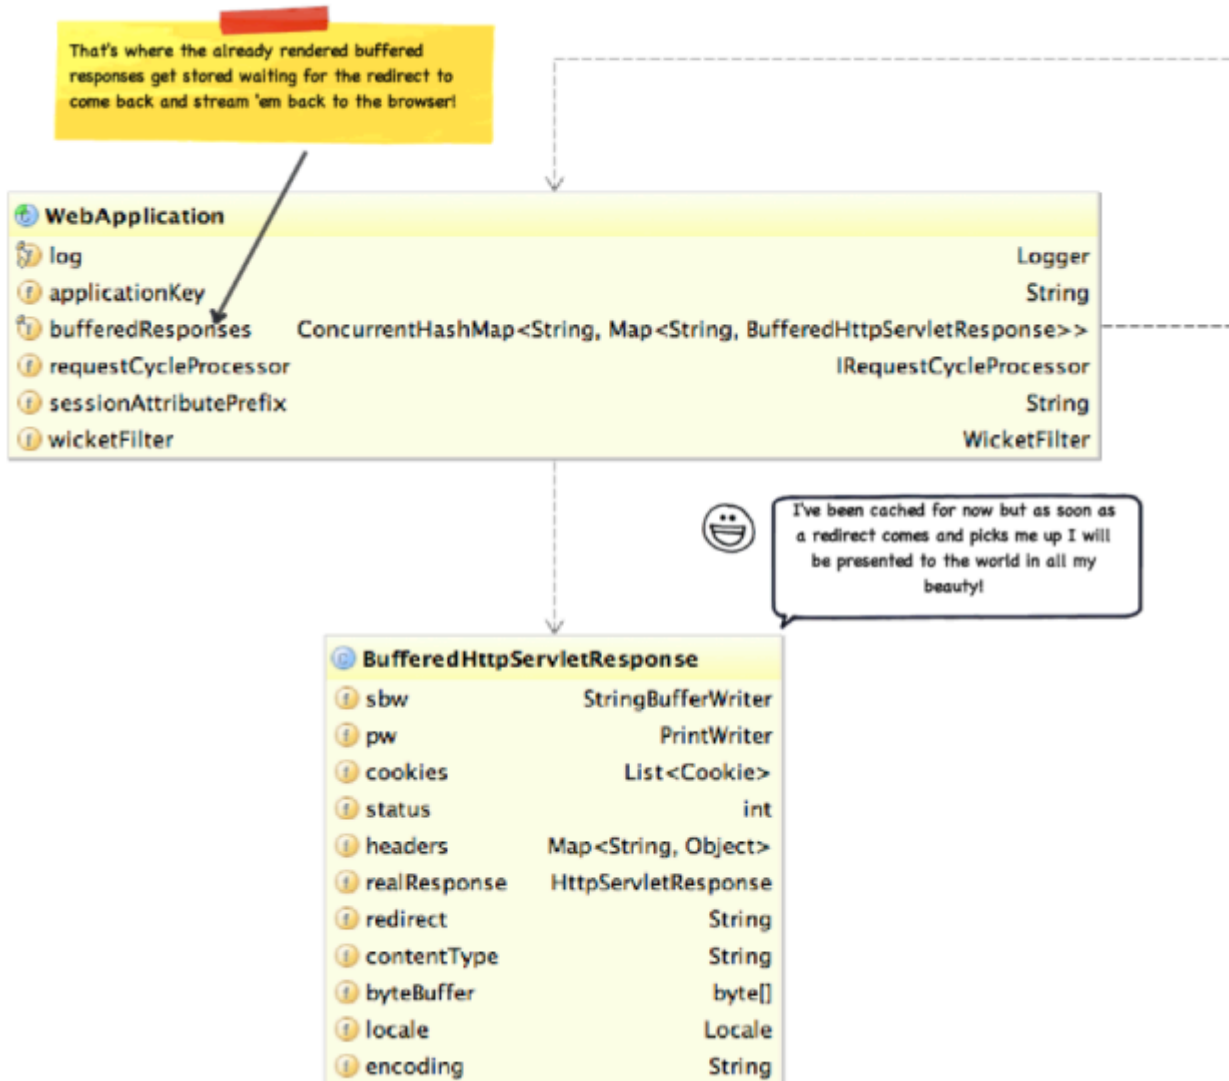 That's where the already rendered buffered
responses get stored waiting for the redirect to
come back and stream 'em back to the browser!
WebApplication
log Logger
applicationKey String
bufferedResponses ConcurrentHashMap<String, Map<String, BufferedHttpServletResponse>>
requestCycleProcessor IRequestCycleProcessor
sessionAttributePrefix String
wicketFilter WicketFilter
I've been cached for now but as soon as
a redirect comes and picks me up I will
be presented to the world in all my
beauty!
BufferedHttpServletResponse
sbw StringBufferWriter
pw PrintWriter
cookies List<Cookie>
status int
headers Map<String, Object>
realResponse HttpServletResponse
redirect String
contentType String
byteBuffer byte[]
locale Locale
encoding String